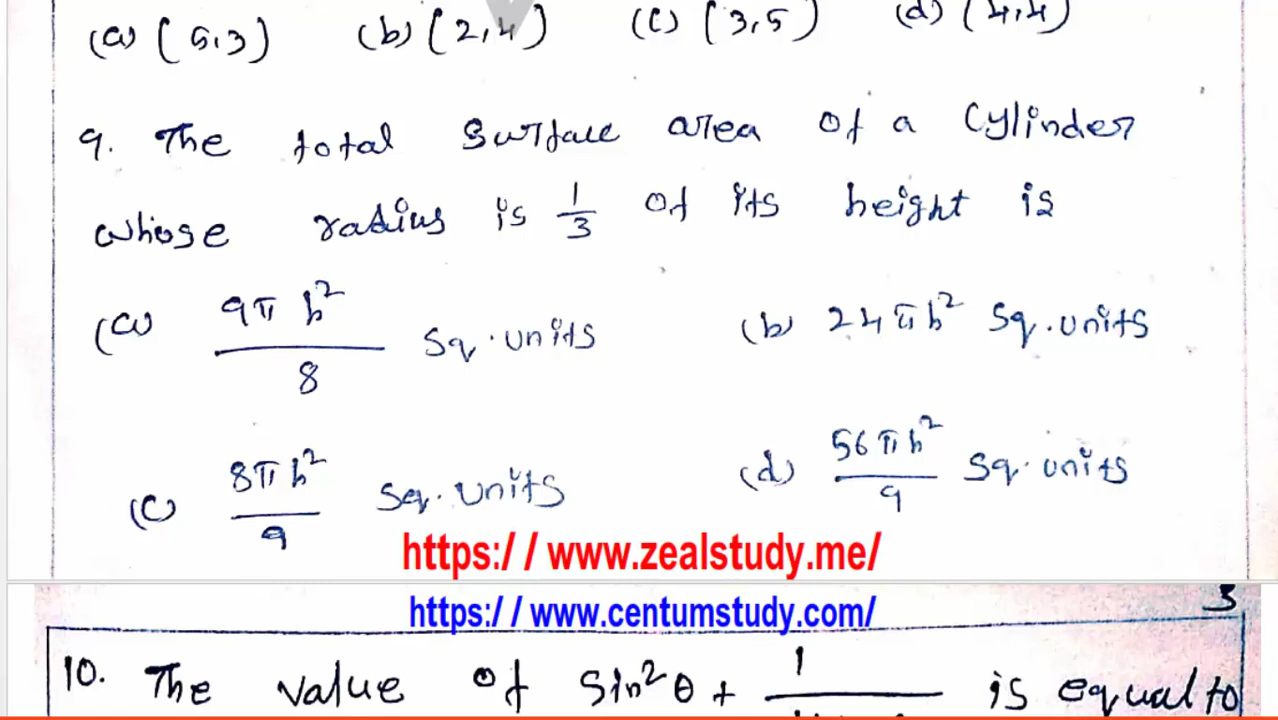 (a) (5,3) (b) (2,4) (c) (3,5) (d) (4,4)
9. The total Surface area of a Cylinder
whose radius is 1/3 of its height is
(a) 9πh²/8 Sq.units (b) 24πh² Sq.units
(c) 8πh²/9 Sq.units (d) 56πh²/9 Sq.units
https:// www.zealstudy.me/
https:// www.centumstudy.com/
3
10. The value of Sin²θ + 1/ is equal to